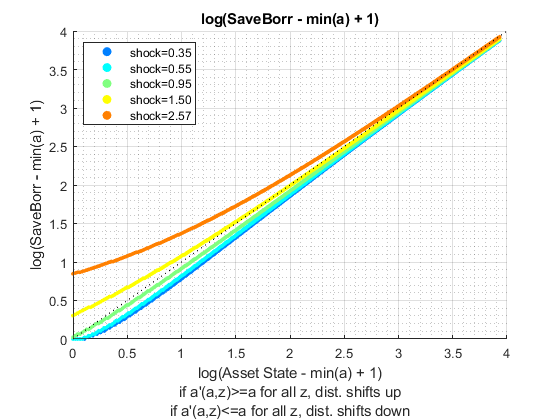 log(SaveBorr - min(a) + 1)
4
3.5
3
2.5
2
1.5
1
0.5
0
log(SaveBorr - min(a) + 1)
shock=0.35
shock=0.55
shock=0.95
shock=1.50
shock=2.57
0 0.5 1 1.5 2 2.5 3 3.5 4
log(Asset State - min(a) + 1)
if a'(a,z)>=a for all z, dist. shifts up
if a'(a,z)<=a for all z, dist. shifts down